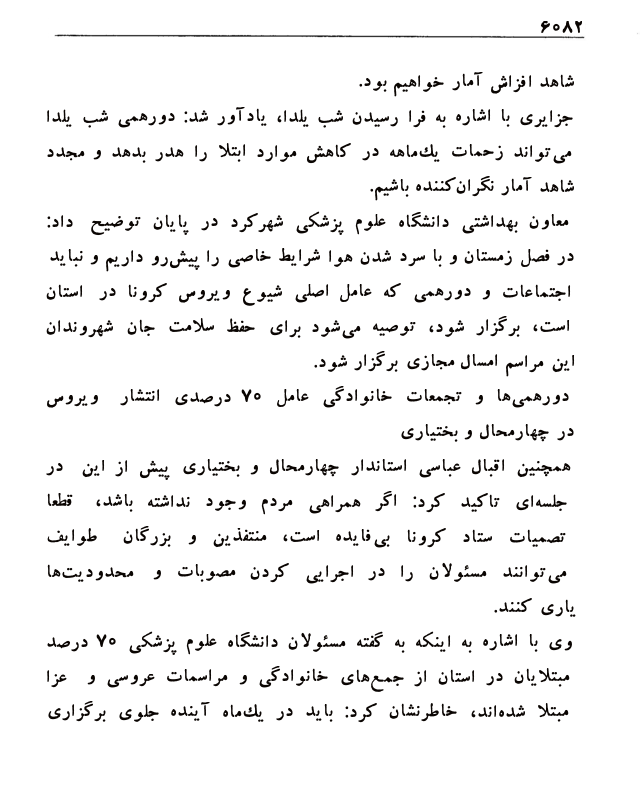 ۶۰۸۲
شاهد افزاش آمار خواهیم بود.
جزایری با اشاره به فرا رسیدن شب یلدا، یادآور شد: دورهمی شب یلدا
می‌تواند زحمات یك‌ماهه در کاهش موارد ابتلا را هدر بدهد و مجدد
شاهد آمار نگران‌کننده باشیم.
معاون بهداشتی دانشگاه علوم پزشکی شهرکرد در پایان توضیح داد:
در فصل زمستان و با سرد شدن هوا شرایط خاصی را پیش‌رو داریم و نباید
اجتماعات و دورهمی که عامل اصلی شیوع ویروس کرونا در استان
است، برگزار شود، توصیه می‌شود برای حفظ سلامت جان شهروندان
این مراسم امسال مجازی برگزار شود.
دورهمی‌ها و تجمعات خانوادگی عامل ۷۰ درصدی انتشار ویروس
در چهارمحال و بختیاری
همچنین اقبال عباسی استاندار چهارمحال و بختیاری پیش از این در
جلسه‌ای تاکید کرد: اگر همراهی مردم وجود نداشته باشد، قطعا
تصمیات ستاد کرونا بی‌فایده است، منتفذین و بزرگان طوایف
می‌توانند مسئولان را در اجرایی کردن مصوبات و محدودیت‌ها
یاری کنند.
وی با اشاره به اینکه به گفته مسئولان دانشگاه علوم پزشکی ۷۰ درصد
مبتلایان در استان از جمع‌های خانوادگی و مراسمات عروسی و عزا
مبتلا شده‌اند، خاطرنشان کرد: باید در یك‌ماه آینده جلوی برگزاری